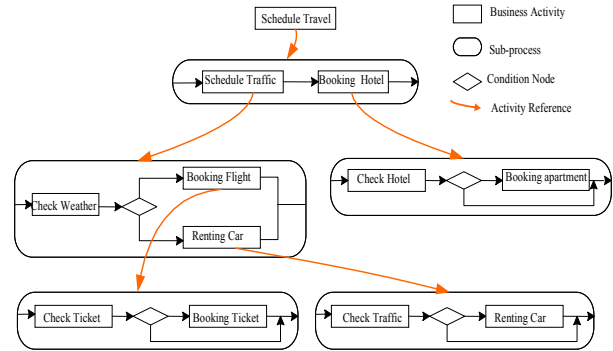 Schedule Travel
Business Activity
Sub-process
Condition Node
Activity Reference
Schedule Traffic
Booking Hotel
Check Weather
Booking Flight
Renting Car
Check Hotel
Booking apartment
Check Ticket
Booking Ticket
Check Traffic
Renting Car